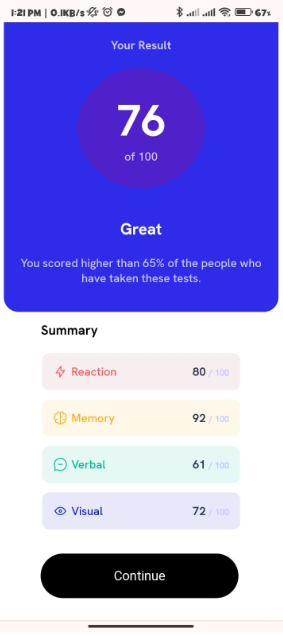 1:21 PM | 0.1KB/s
67%
Your Result
76
of 100
Great
You scored higher than 65% of the people who
have taken these tests.
Summary
Reaction 80 / 100
Memory 92 / 100
Verbal 61 / 100
Visual 72 / 100
Continue